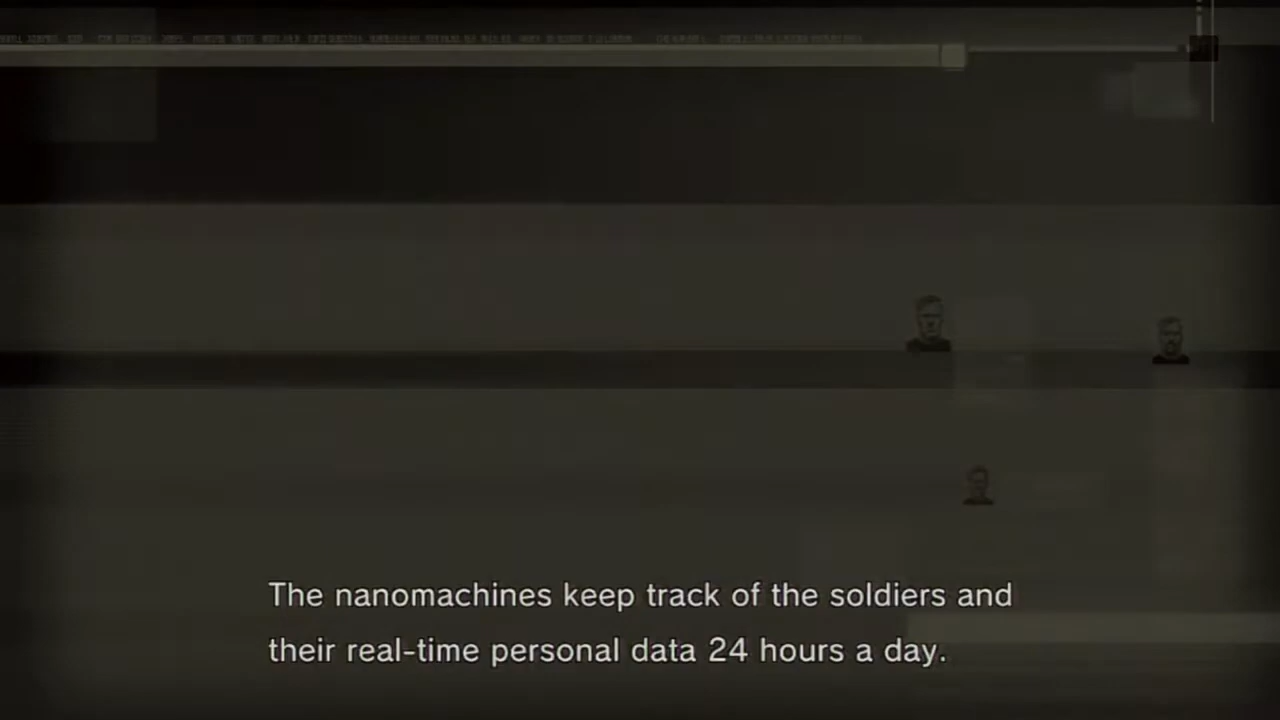 The nanomachines keep track of the soldiers and
their real-time personal data 24 hours a day.